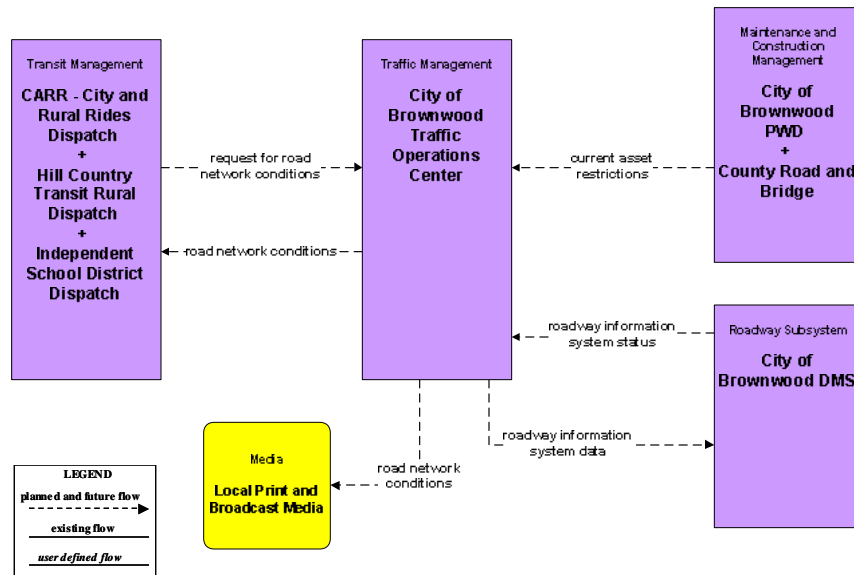 Transit Management
CARR - City and
Rural Rides
Dispatch
+
Hill Country
Transit Rural
Dispatch
+
Independent
School District
Dispatch
request for road
network conditions
road network conditions
Traffic Management
City of
Brownwood
Traffic
Operations
Center
current asset
restrictions
Maintenance and
Construction
Management
City of
Brownwood
PWD
+
County Road and
Bridge
roadway information
system status
Roadway Subsystem
City of
Brownwood DMS
roadway information
system data
road network
conditions
Media
Local Print and
Broadcast Media
LEGEND
planned and future flow
existing flow
user defined flow